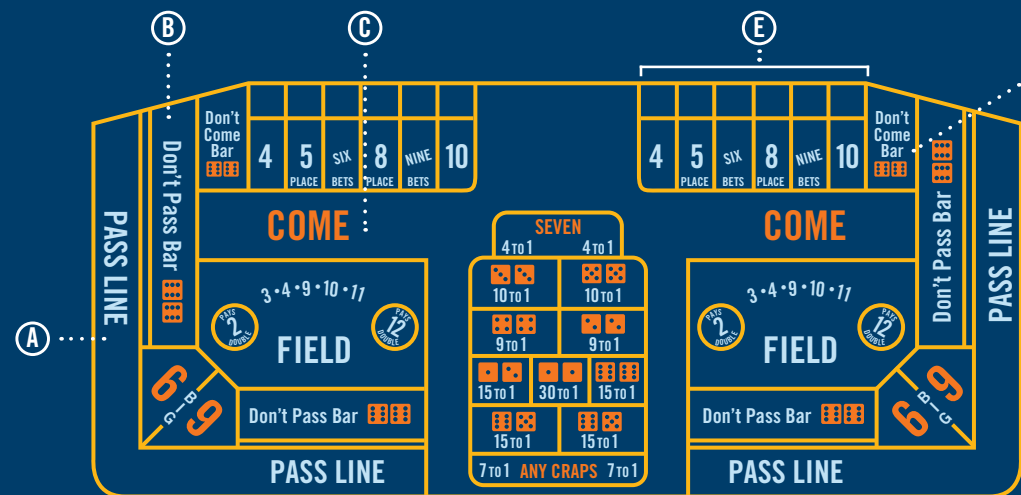 B
C
E
Don't
Come
Bar
4
5
SIX
8
NINE
10
PLACE
BETS
PLACE
BETS
4
5
SIX
8
NINE
10
PLACE
BETS
PLACE
BETS
Don't
Come
Bar
A
PASS LINE
Don't Pass Bar
COME
SEVEN
4 TO 1
4 TO 1
COME
Don't Pass Bar
PASS LINE
3 • 4 • 9 • 10 • 11
PAYS
2
DOUBLE
PAYS
12
DOUBLE
FIELD
10 TO 1
10 TO 1
9 TO 1
9 TO 1
15 TO 1
30 TO 1
15 TO 1
15 TO 1
15 TO 1
7 TO 1 ANY CRAPS 7 TO 1
3 • 4 • 9 • 10 • 11
PAYS
2
DOUBLE
PAYS
12
DOUBLE
FIELD
6
BIG
9
Don't Pass Bar
PASS LINE
Don't Pass Bar
PASS LINE
6
BIG
9